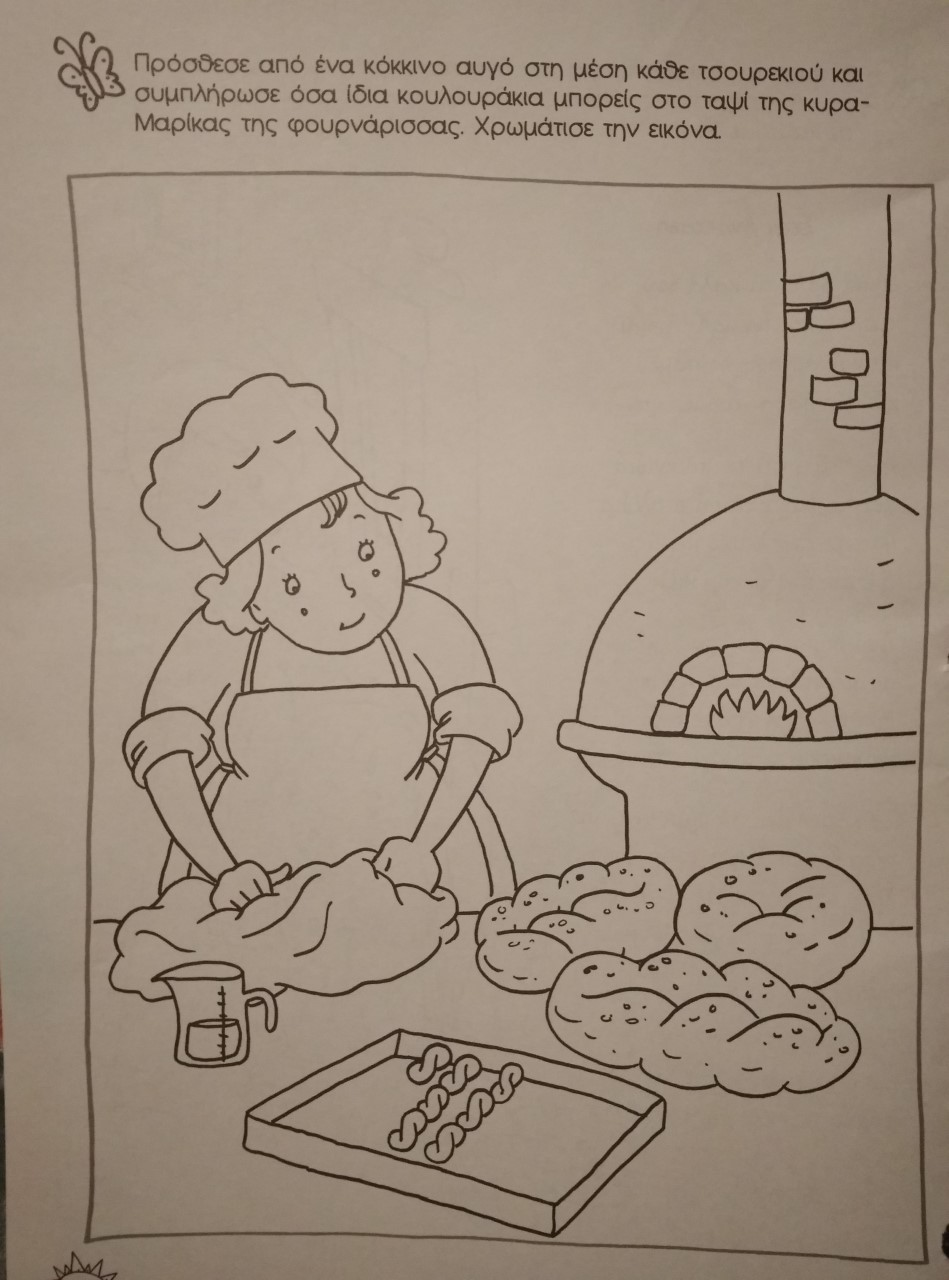 Πρόσθεσε από ένα κόκκινο αυγό στη μέση κάθε τσουρεκιού και
συμπλήρωσε όσα ίδια κουλουράκια μπορείς στο ταψί της κυρα-
Μαρίκας της φουρνάρισσας. Χρωμάτισε την εικόνα.